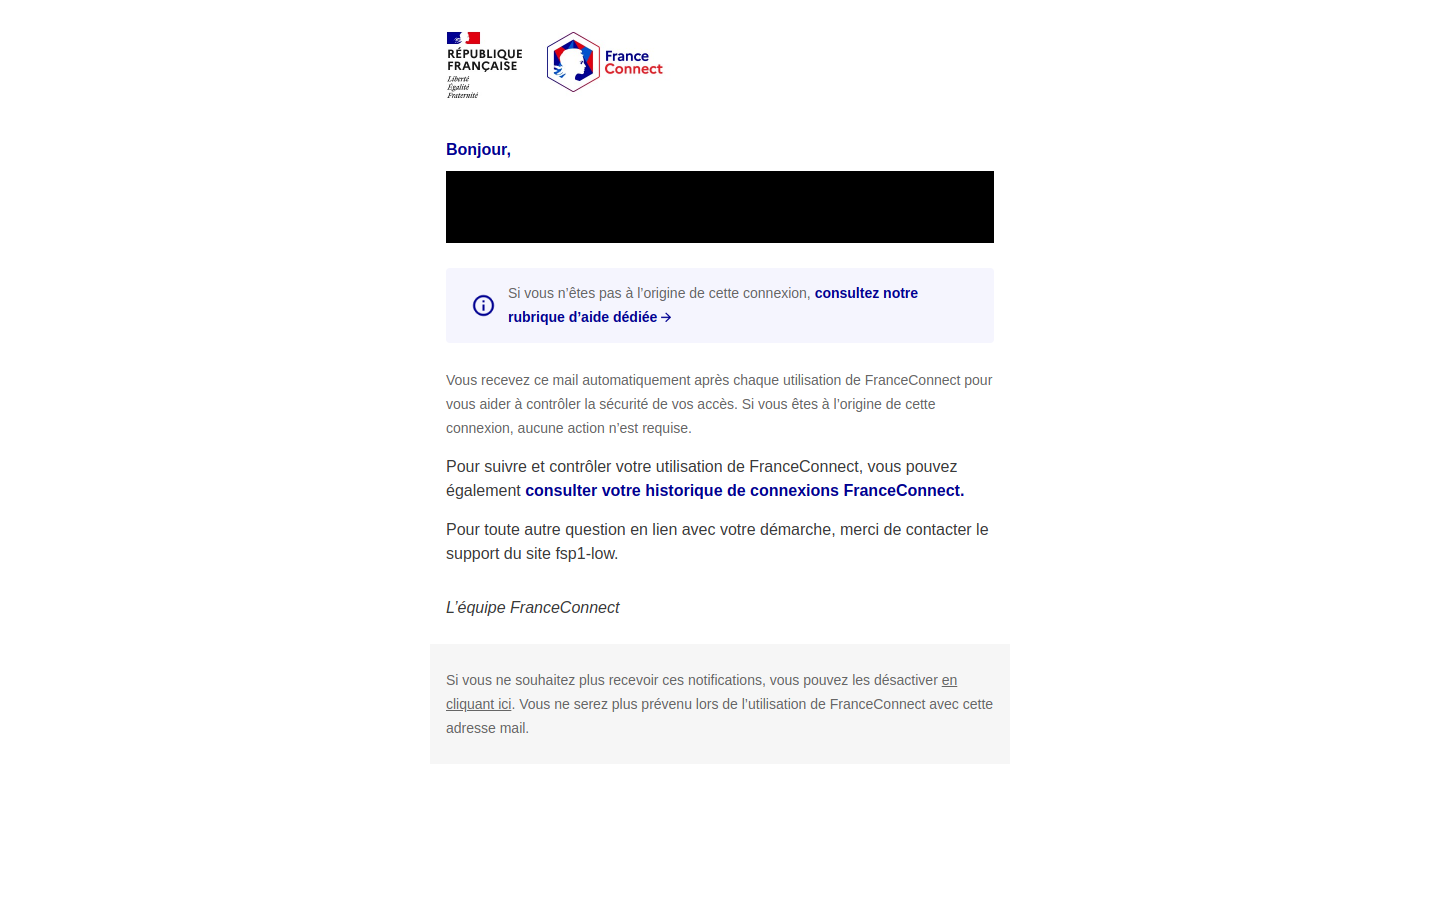 RÉPUBLIQUE
FRANÇAISE
Liberté
Égalité
Fraternité
France
Connect
Bonjour,
Si vous n’êtes pas à l’origine de cette connexion, consultez notre
rubrique d’aide dédiée →
Vous recevez ce mail automatiquement après chaque utilisation de FranceConnect pour
vous aider à contrôler la sécurité de vos accès. Si vous êtes à l’origine de cette
connexion, aucune action n’est requise.
Pour suivre et contrôler votre utilisation de FranceConnect, vous pouvez
également consulter votre historique de connexions FranceConnect.
Pour toute autre question en lien avec votre démarche, merci de contacter le
support du site fsp1-low.
L’équipe FranceConnect
Si vous ne souhaitez plus recevoir ces notifications, vous pouvez les désactiver en
cliquant ici. Vous ne serez plus prévenu lors de l’utilisation de FranceConnect avec cette
adresse mail.